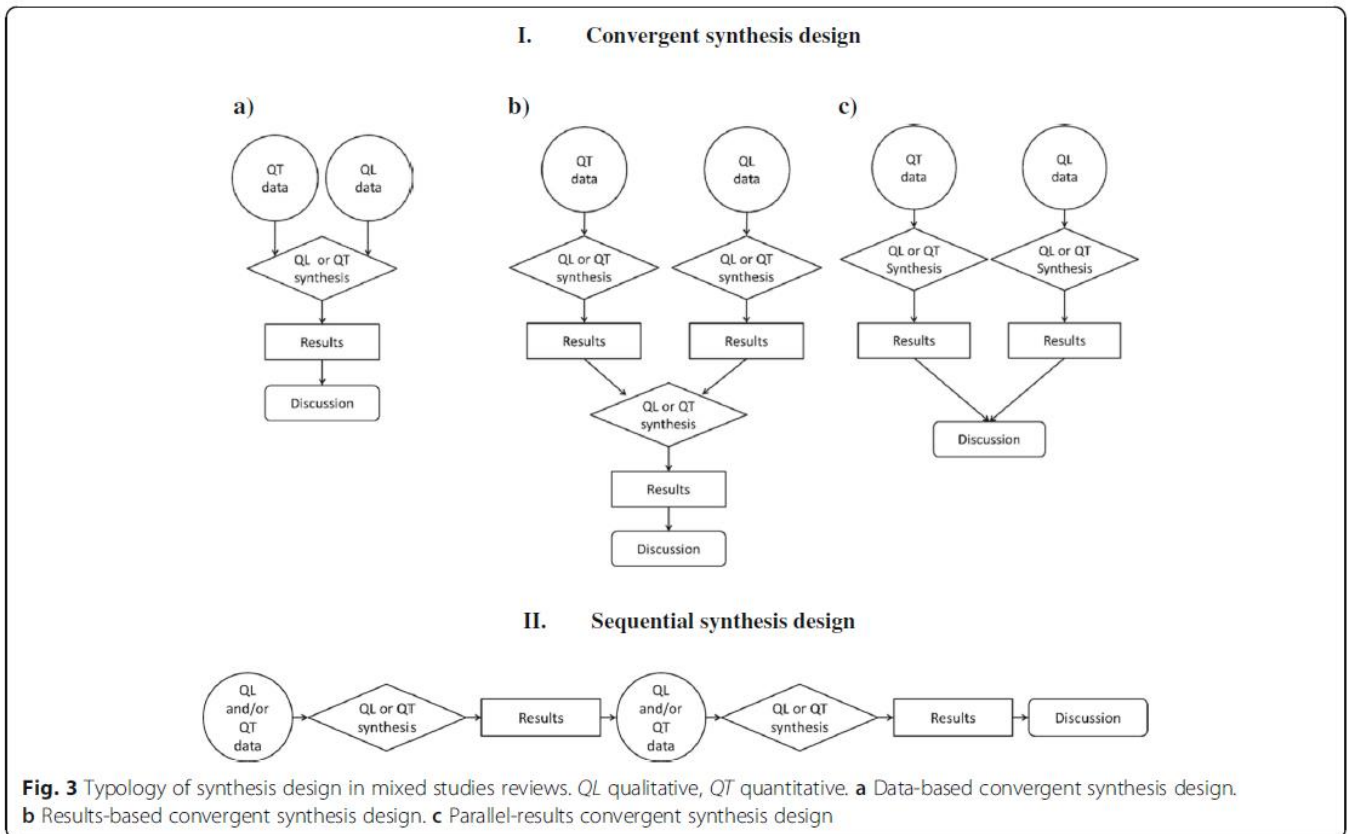 I. Convergent synthesis design
a)
QT
data
QL
data
QL or QT
synthesis
Results
Discussion
b)
QT
data
QL
data
QL or QT
synthesis
QL or QT
synthesis
Results
Results
QL or QT
synthesis
Results
Discussion
c)
QT
data
QL
data
QL or QT
Synthesis
QL or QT
Synthesis
Results
Results
Discussion
II. Sequential synthesis design
QL
and/or
QT
data
QL or QT
synthesis
Results
QL
and/or
QT
data
QL or QT
synthesis
Results
Discussion
Fig. 3 Typology of synthesis design in mixed studies reviews. QL qualitative, QT quantitative. a Data-based convergent synthesis design.
b Results-based convergent synthesis design. c Parallel-results convergent synthesis design